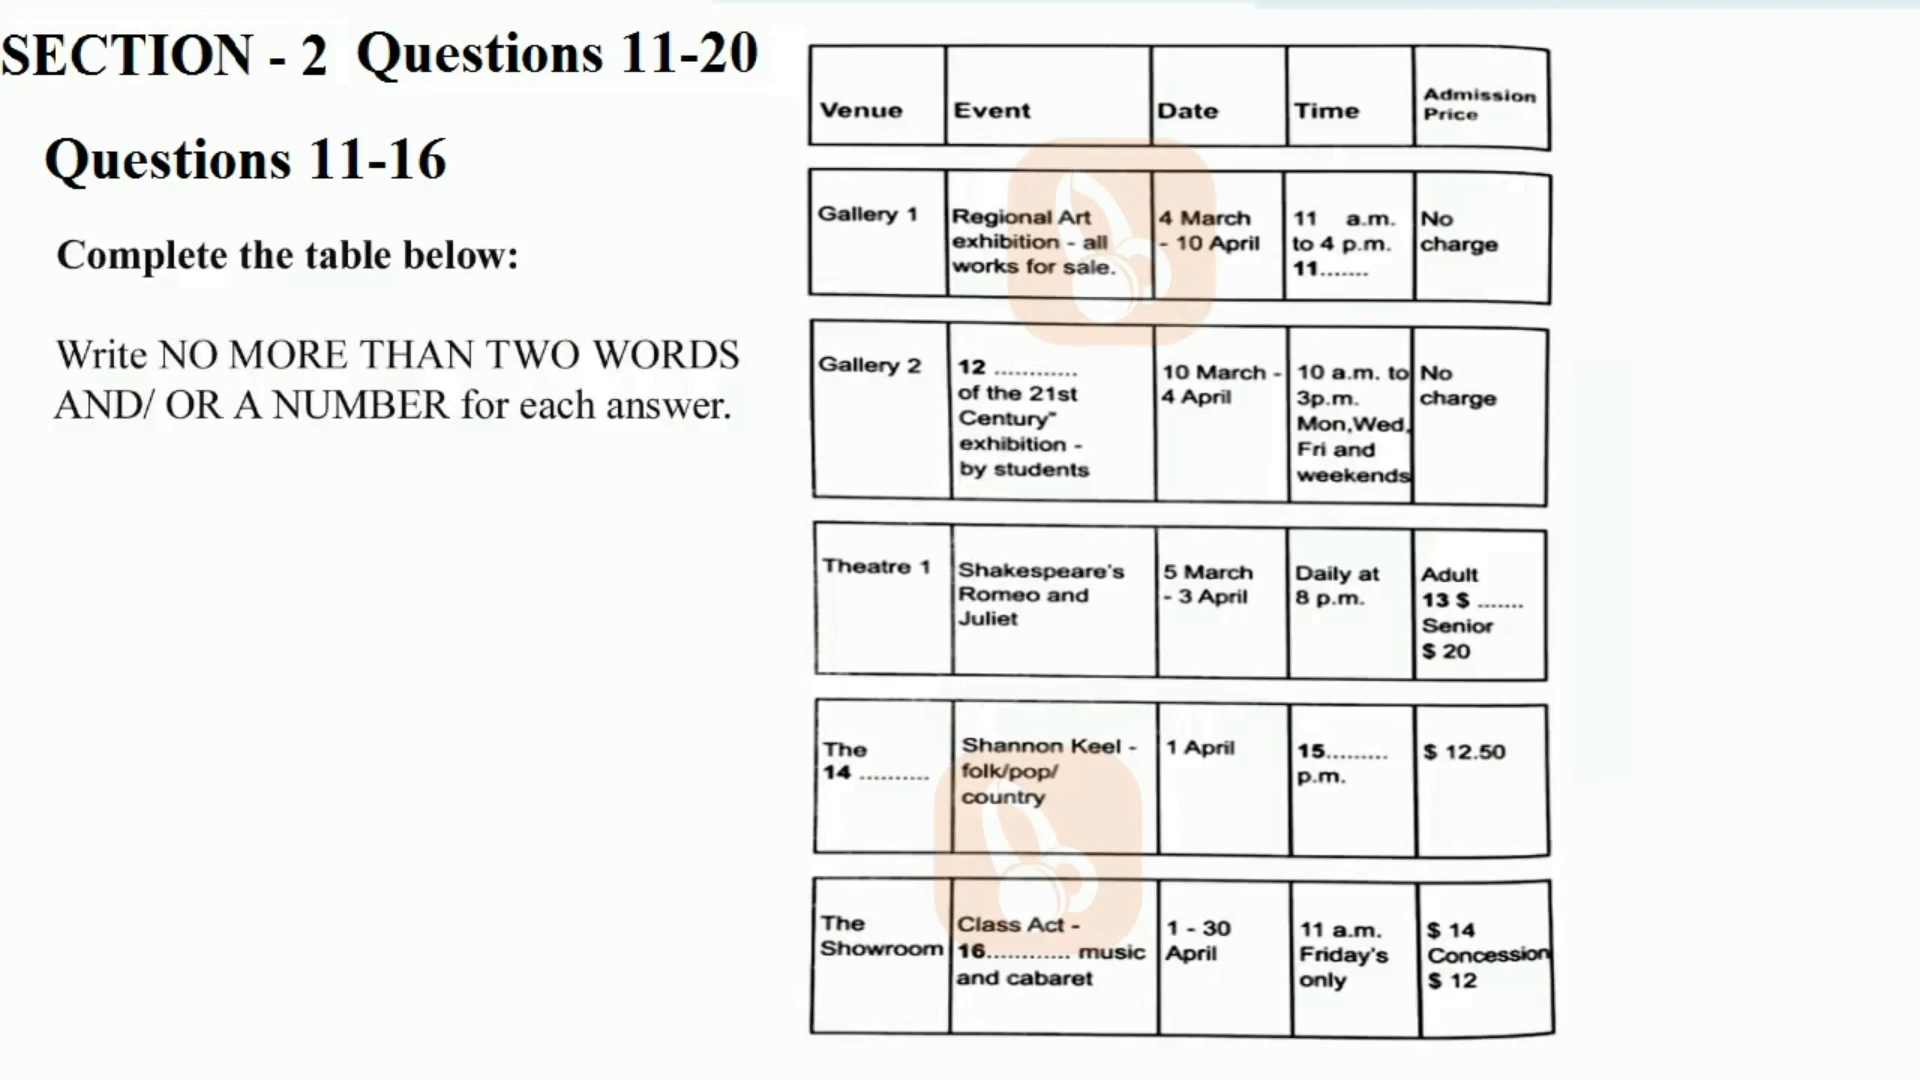 SECTION - 2 Questions 11-20
Questions 11-16
Complete the table below:
Write NO MORE THAN TWO WORDS
AND/ OR A NUMBER for each answer.
Venue Event Date Time Admission
Price
Gallery 1 Regional Art 4 March 11 a.m. No
exhibition - all - 10 April to 4 p.m. charge
works for sale. 11.......
Gallery 2 12 ............ 10 March - 10 a.m. to No
of the 21st 4 April 3p.m. charge
Century" Mon,Wed,
exhibition - Fri and
by students weekends
Theatre 1 Shakespeare's 5 March Daily at Adult
Romeo and - 3 April 8 p.m. 13 $ .......
Juliet Senior
$ 20
The Shannon Keel - 1 April 15......... $ 12.50
14 .......... folk/pop/ p.m.
country
The Class Act - 1 - 30 11 a.m. $ 14
Showroom 16............ music April Friday's Concession
and cabaret only $ 12